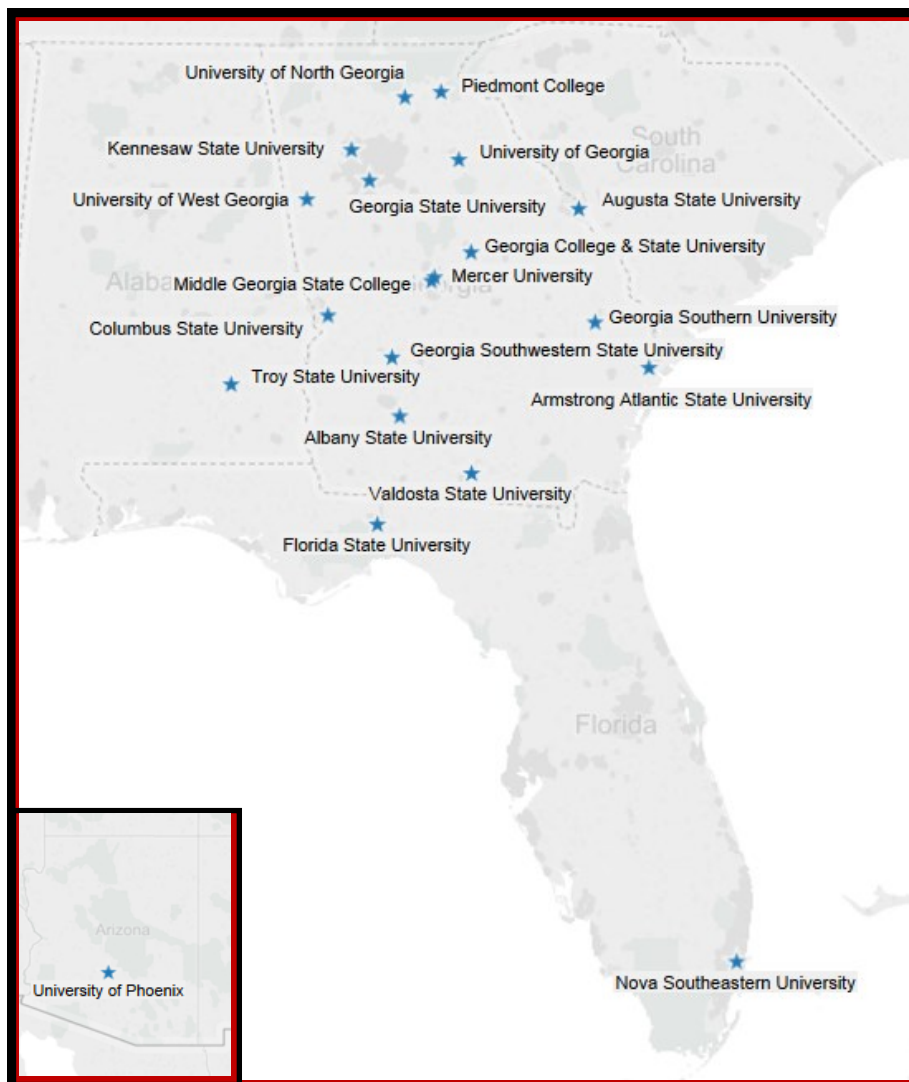 University of North Georgia
Piedmont College
South
Carolina
Kennesaw State University
University of Georgia
University of West Georgia
Georgia State University
Augusta State University
Georgia College & State University
Mercer University
Middle Georgia State College
Georgia Southern University
Columbus State University
Georgia Southwestern State University
Troy State University
Armstrong Atlantic State University
Albany State University
Valdosta State University
Florida State University
Florida
Arizona
University of Phoenix
Nova Southeastern University